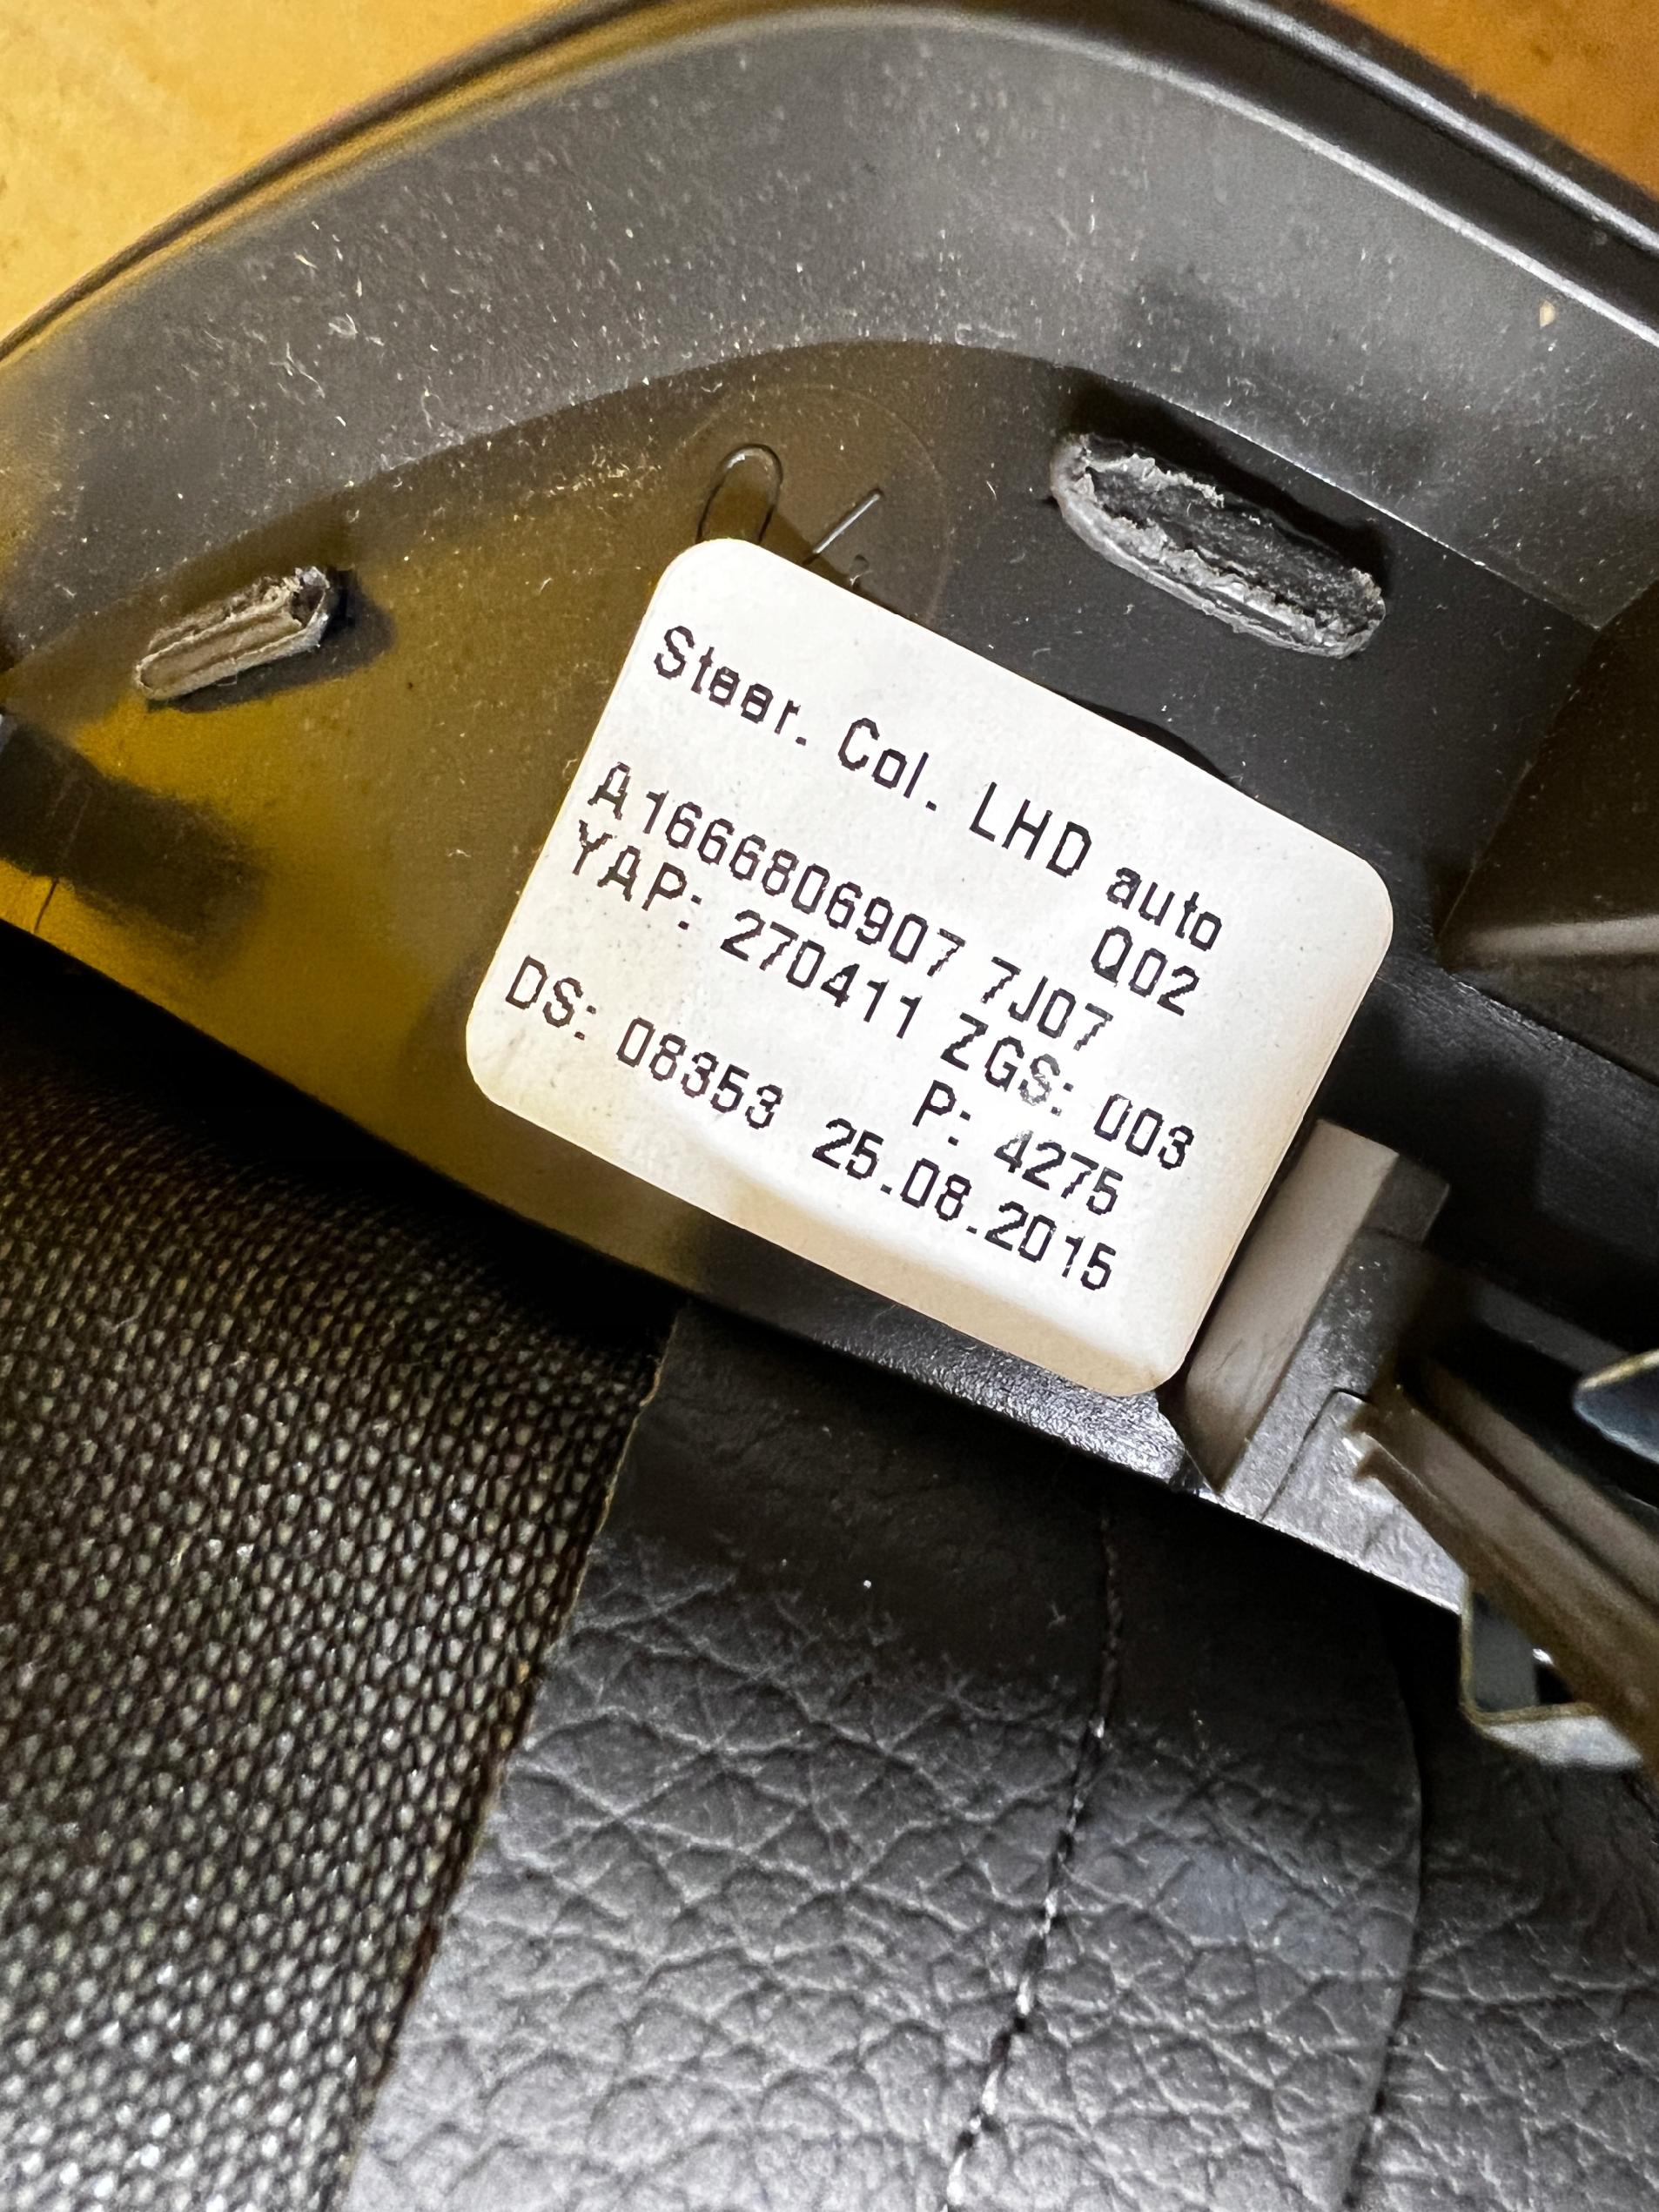 Steer. Col. LHD auto
Q02
A1666806907 7J07
YAP: 270411 ZGS: 003
P: 4275
DS: 08353 25.08.2015